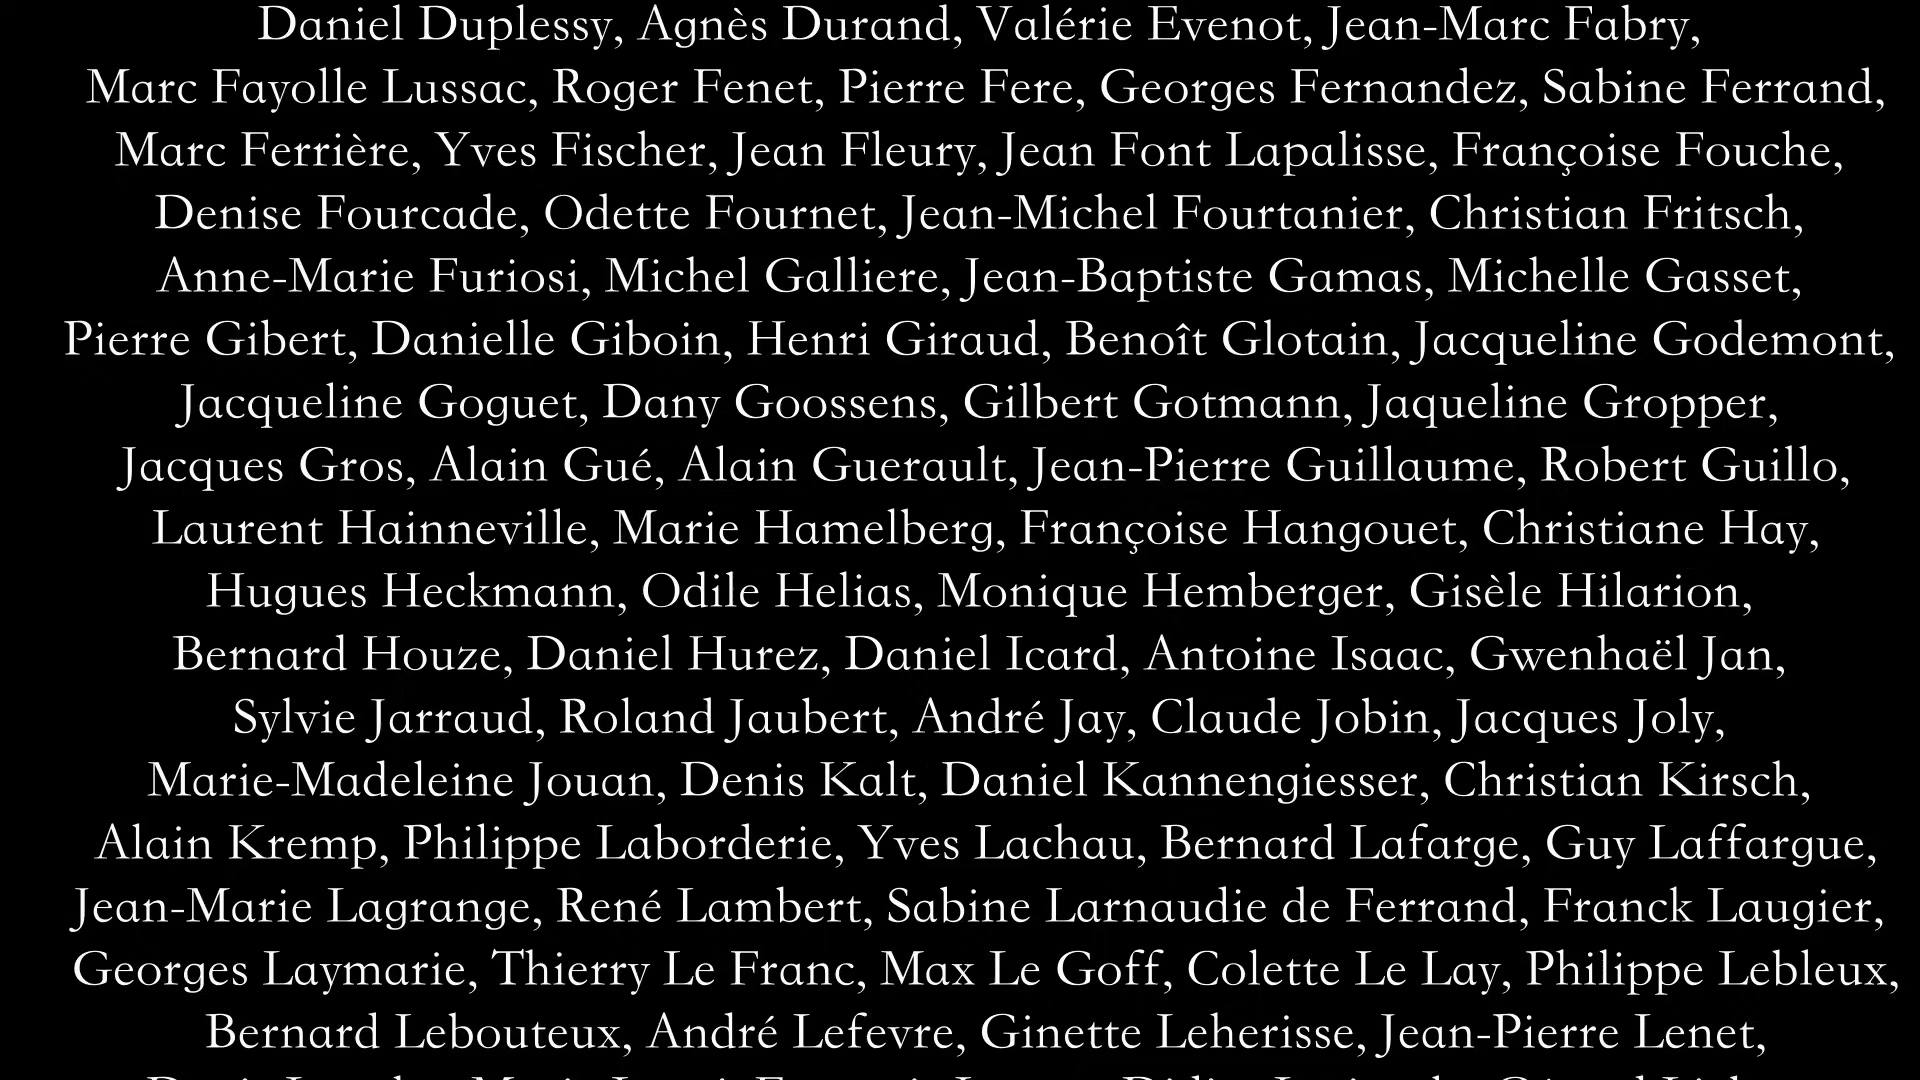 Daniel Duplessy, Agnès Durand, Valérie Evenot, Jean-Marc Fabry,
Marc Fayolle Lussac, Roger Fenet, Pierre Fere, Georges Fernandez, Sabine Ferrand,
Marc Ferrière, Yves Fischer, Jean Fleury, Jean Font Lapalisse, Françoise Fouche,
Denise Fourcade, Odette Fournet, Jean-Michel Fourtanier, Christian Fritsch,
Anne-Marie Furiosi, Michel Galliere, Jean-Baptiste Gamas, Michelle Gasset,
Pierre Gibert, Danielle Giboin, Henri Giraud, Benoît Glotain, Jacqueline Godemont,
Jacqueline Goguet, Dany Goossens, Gilbert Gotmann, Jaqueline Gropper,
Jacques Gros, Alain Gué, Alain Guerault, Jean-Pierre Guillaume, Robert Guillo,
Laurent Hainneville, Marie Hamelberg, Françoise Hangouet, Christiane Hay,
Hugues Heckmann, Odile Helias, Monique Hemberger, Gisèle Hilarion,
Bernard Houze, Daniel Hurez, Daniel Icard, Antoine Isaac, Gwenhaël Jan,
Sylvie Jarraud, Roland Jaubert, André Jay, Claude Jobin, Jacques Joly,
Marie-Madeleine Jouan, Denis Kalt, Daniel Kannengiesser, Christian Kirsch,
Alain Kremp, Philippe Laborderie, Yves Lachau, Bernard Lafarge, Guy Laffargue,
Jean-Marie Lagrange, René Lambert, Sabine Larnaudie de Ferrand, Franck Laugier,
Georges Laymarie, Thierry Le Franc, Max Le Goff, Colette Le Lay, Philippe Lebleux,
Bernard Lebouteux, André Lefevre, Ginette Leherisse, Jean-Pierre Lenet,